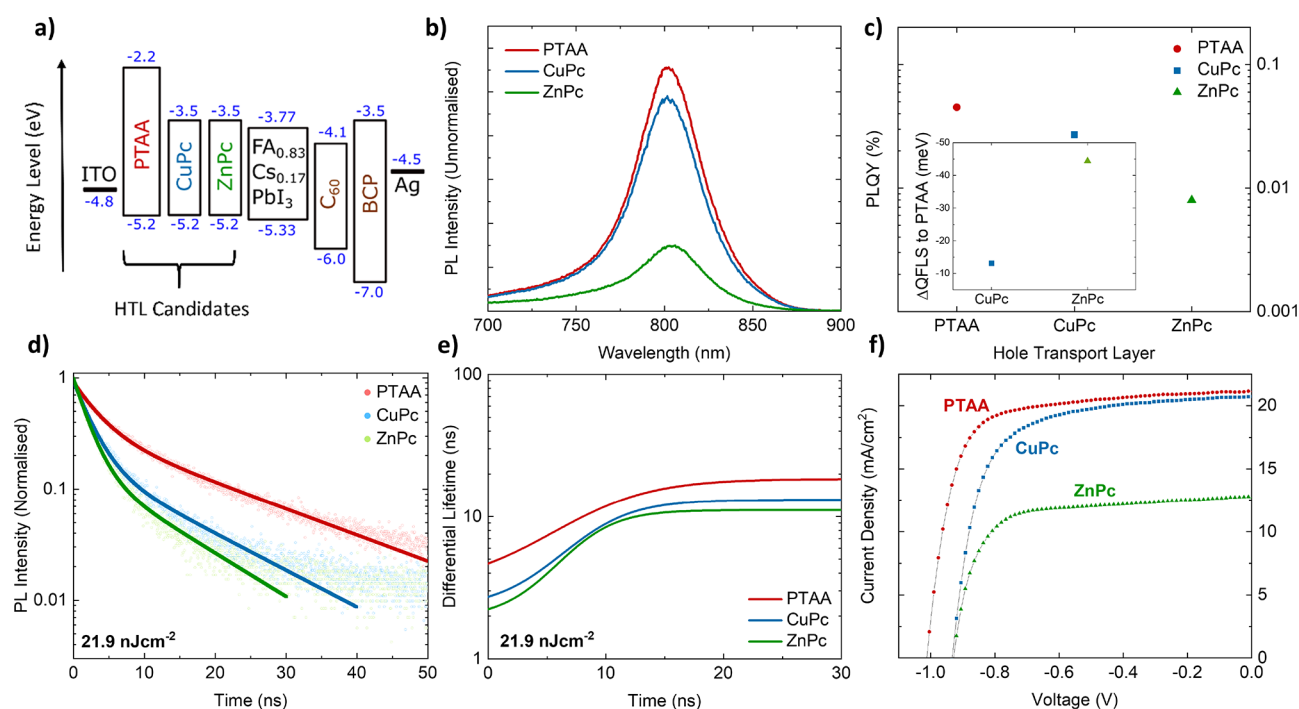 a)
Energy Level (eV)
-2.2
-3.5
-3.5
-3.77
-4.1
-3.5
-4.5
ITO
-4.8
PTAA
CuPc
ZnPc
FA0.83
Cs0.17
PbI3
C60
BCP
Ag
-5.2
-5.2
-5.2
-5.33
-6.0
-7.0
HTL Candidates
b)
PL Intensity (Unnormalised)
PTAA
CuPc
ZnPc
700
750
800
850
900
Wavelength (nm)
c)
PLQY (%)
PTAA
CuPc
ZnPc
0.1
0.01
0.001
ΔQFLS to PTAA (meV)
-50
-40
-30
-20
-10
CuPc
ZnPc
PTAA
CuPc
ZnPc
Hole Transport Layer
d)
PL Intensity (Normalised)
1
0.1
0.01
PTAA
CuPc
ZnPc
21.9 nJcm-2
0
10
20
30
40
50
Time (ns)
e)
Differential Lifetime (ns)
100
10
1
PTAA
CuPc
ZnPc
21.9 nJcm-2
0
10
20
30
Time (ns)
f)
PTAA
CuPc
ZnPc
Current Density (mA/cm2)
20
15
10
5
0
-1.0
-0.8
-0.6
-0.4
-0.2
0.0
Voltage (V)